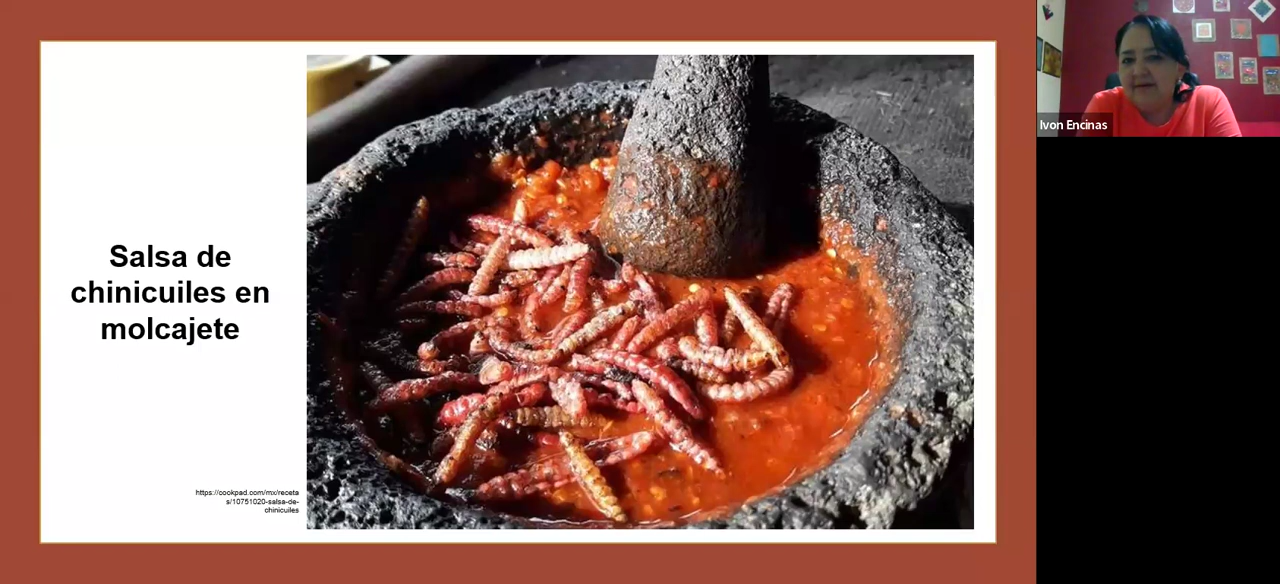 Salsa de
chinicuiles en
molcajete
https://cookpad.com/mx/receta
s/10751020-salsa-de-
chinicuiles
Ivon Encinas